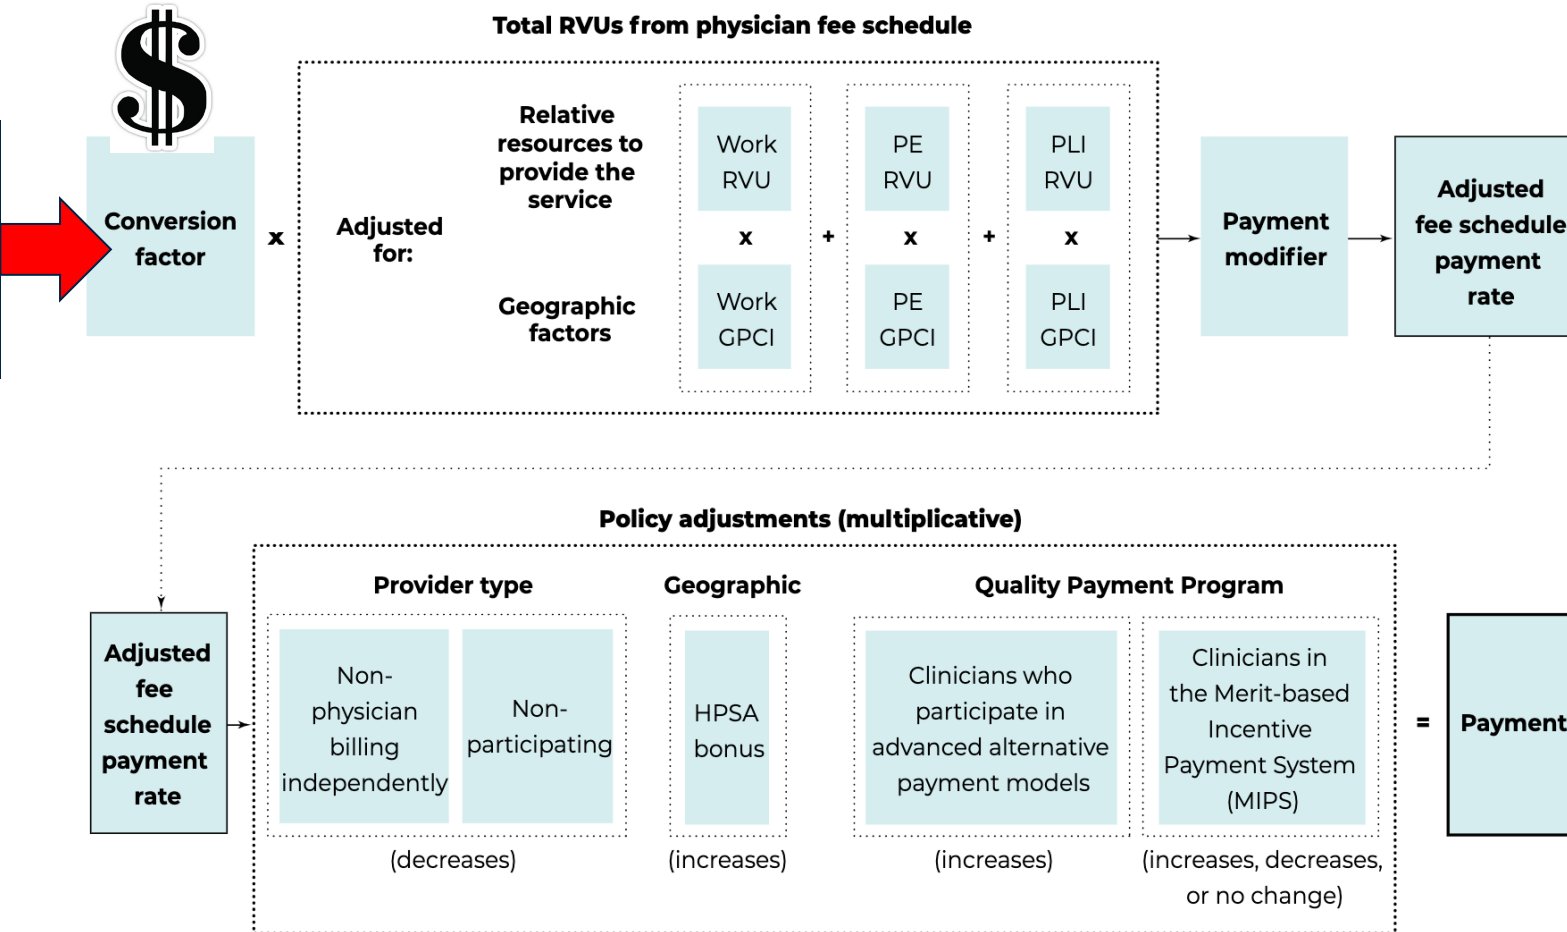 Total RVUs from physician fee schedule
$
Conversion
factor
x
Adjusted
for:
Relative
resources to
provide the
service
Geographic
factors
Work
RVU
x
Work
GPCI
+
PE
RVU
x
PE
GPCI
+
PLI
RVU
x
PLI
GPCI
Payment
modifier
Adjusted
fee schedule
payment
rate
Policy adjustments (multiplicative)
Adjusted
fee
schedule
payment
rate
Provider type
Non-
physician
billing
independently
Non-
participating
(decreases)
Geographic
HPSA
bonus
(increases)
Quality Payment Program
Clinicians who
participate in
advanced alternative
payment models
(increases)
Clinicians in
the Merit-based
Incentive
Payment System
(MIPS)
(increases, decreases,
or no change)
=
Payment